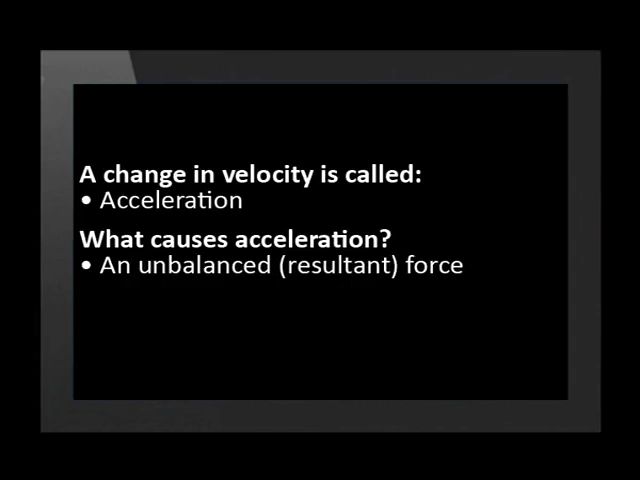 A change in velocity is called:
• Acceleration
What causes acceleration?
• An unbalanced (resultant) force